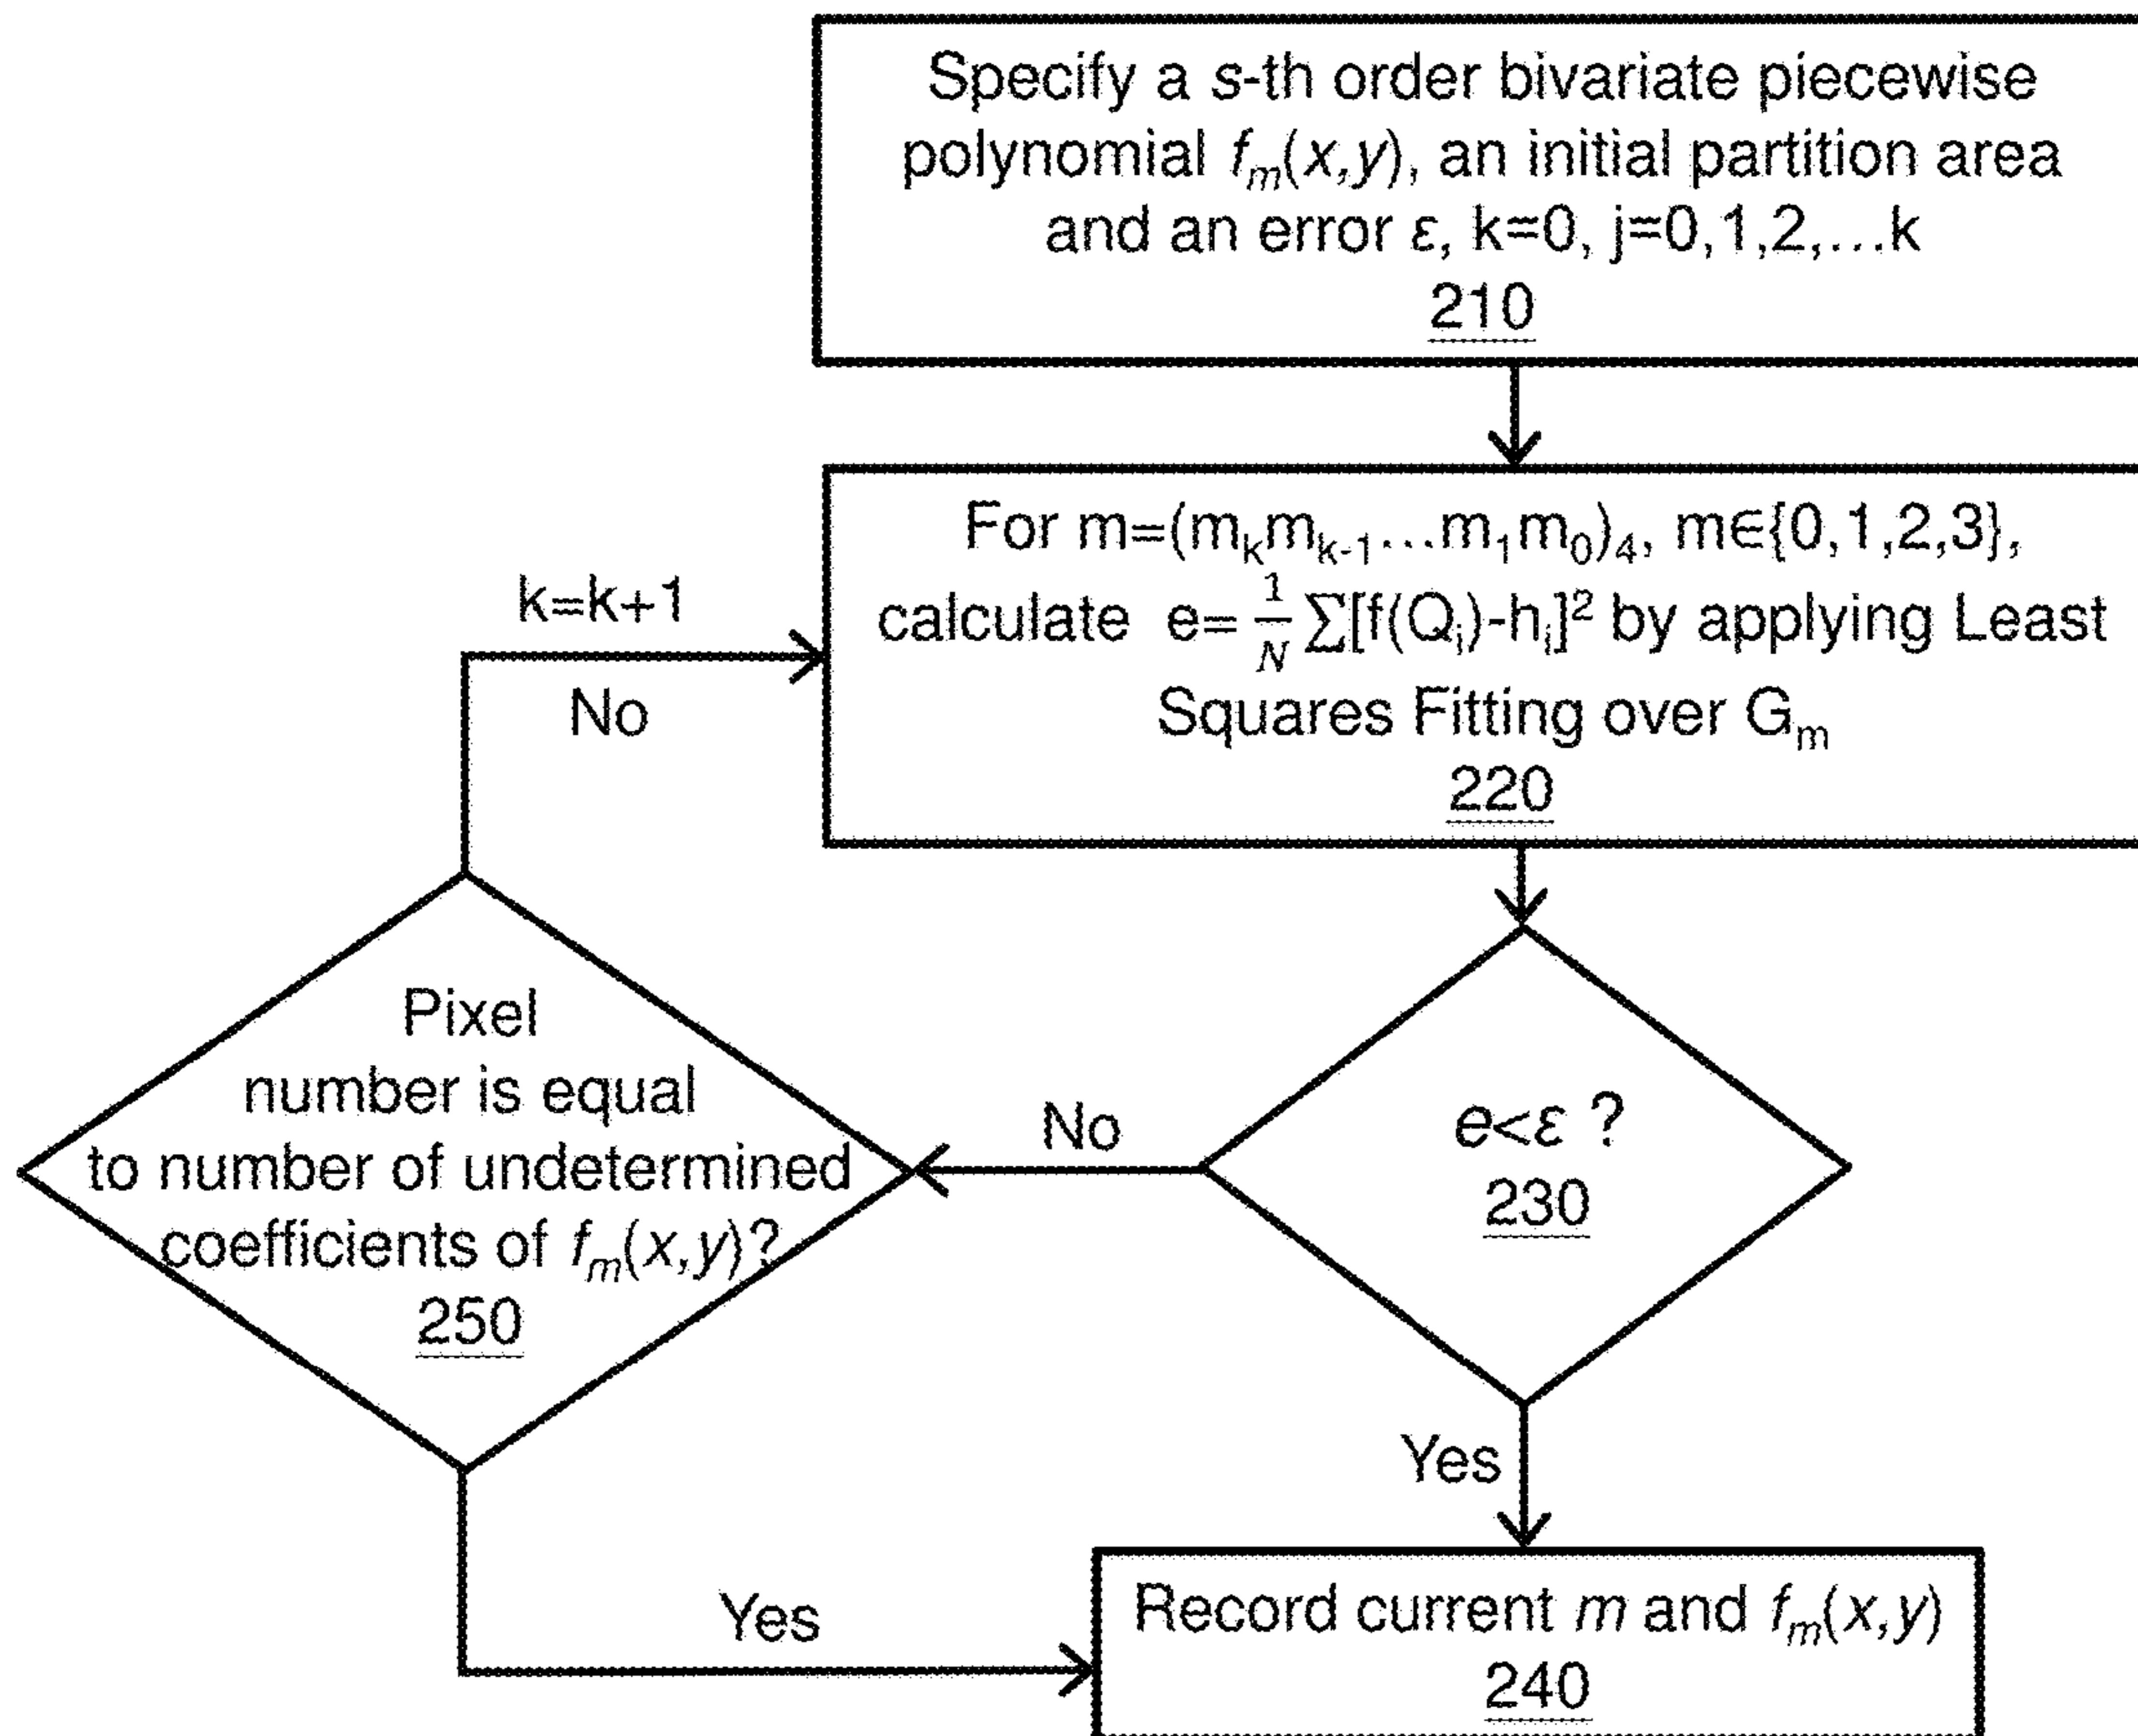 Specify a s-th order bivariate piecewise
polynomial fₘ(x,y), an initial partition area
and an error ε, k=0, j=0,1,2,...k
210
For m=(mₖmₖ₋₁...m₁m₀)₄, m∈{0,1,2,3},
calculate e= 1/N ∑[f(Qᵢ)-hᵢ]² by applying Least
Squares Fitting over Gₘ
220
k=k+1
No
Pixel
number is equal
to number of undetermined
coefficients of fₘ(x,y)?
250
No
e<ε ?
230
Yes
Yes
Record current m and fₘ(x,y)
240